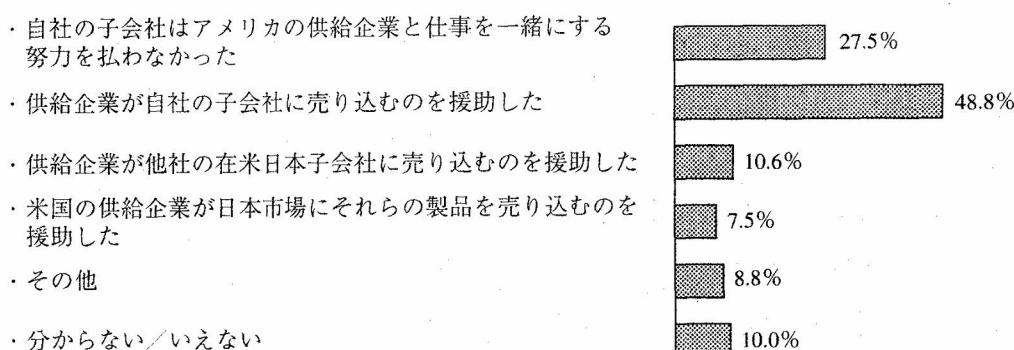 ・自社の子会社はアメリカの供給企業と仕事を一緒にする
努力を払わなかった
27.5%
・供給企業が自社の子会社に売り込むのを援助した
48.8%
・供給企業が他社の在米日本子会社に売り込むのを援助した
10.6%
・米国の供給企業が日本市場にそれらの製品を売り込むのを
援助した
7.5%
・その他
8.8%
・分からない／いえない
10.0%